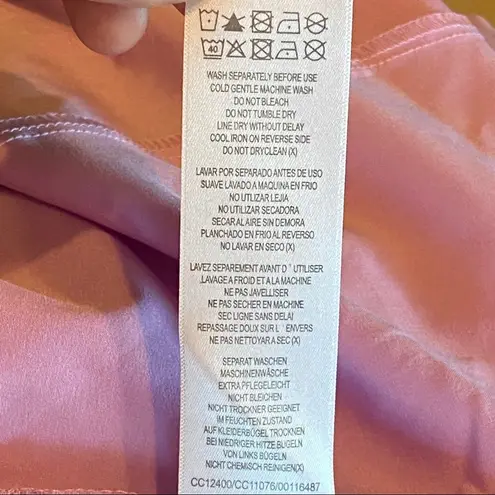 40
WASH SEPARATELY BEFORE USE
COLD GENTLE MACHINE WASH
DO NOT BLEACH
DO NOT TUMBLE DRY
LINE DRY WITHOUT DELAY
COOL IRON ON REVERSE SIDE
DO NOT DRYCLEAN (X)
LAVAR POR SEPARADO ANTES DE USO
SUAVE LAVADO A MAQUINA EN FRIO
NO UTLIZAR LEJIA
NO UTILIZAR SECADORA
SECAR AL AIRE SIN DEMORA
PLANCHADO EN FRIO AL REVERSO
NO LAVAR EN SECO (X)
LAVEZ SEPAREMENT AVANT D ' UTILISER
.LAVAGE A FROID ET A LA MACHINE
NE PAS JAVELLISER
NE PAS SECHER EN MACHINE
SEC LIGNE SANS DELAI
REPASSAGE DOUX SUR L ' ENVERS
NE PAS NETTOYAR A SEC (X)
SEPARAT WASCHEN
MASCHINENWÄSCHE
EXTRA PFLEGELEICHT
NICHT BLEICHEN
NICHT TROCKNER GEEIGNET
IM FEUCHTEN ZUSTAND
AUF KLEIDERBÜGEL TROCKNEN
BEI NIEDRIGER HITZE BÜGELN
VON LINKS BÜGELN
NICHT CHEMISCH REINIGEN(X)
CC12400/CC11076/00116487